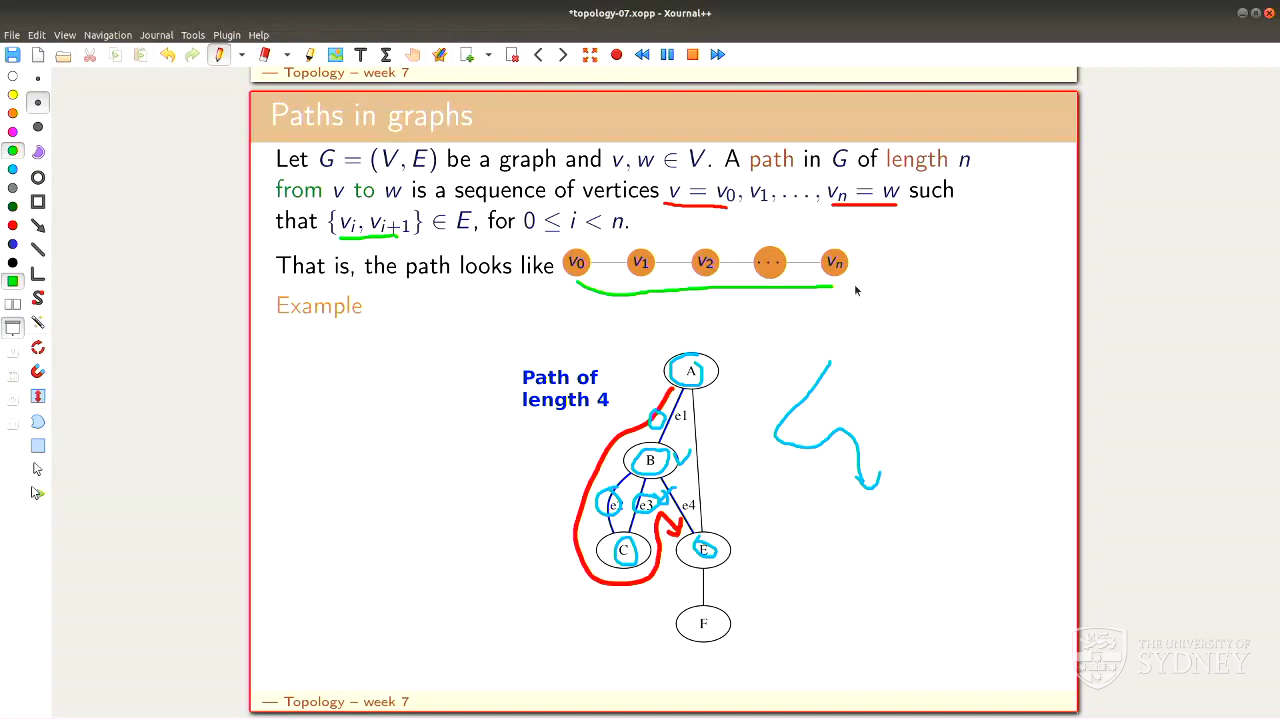 *topology-07.xopp - Xournal++
File Edit View Navigation Journal Tools Plugin Help
— Topology – week 7
Paths in graphs
Let G = (V, E) be a graph and v, w ∈ V. A path in G of length n
from v to w is a sequence of vertices v = v₀, v₁, . . . , vₙ = w such
that {vᵢ, vᵢ₊₁} ∈ E, for 0 ≤ i < n.
That is, the path looks like v₀ v₁ v₂ · · · vₙ
Example
Path of
length 4
A
e1
B
e2 e3 e4
C E
F
THE UNIVERSITY OF
SYDNEY
— Topology – week 7